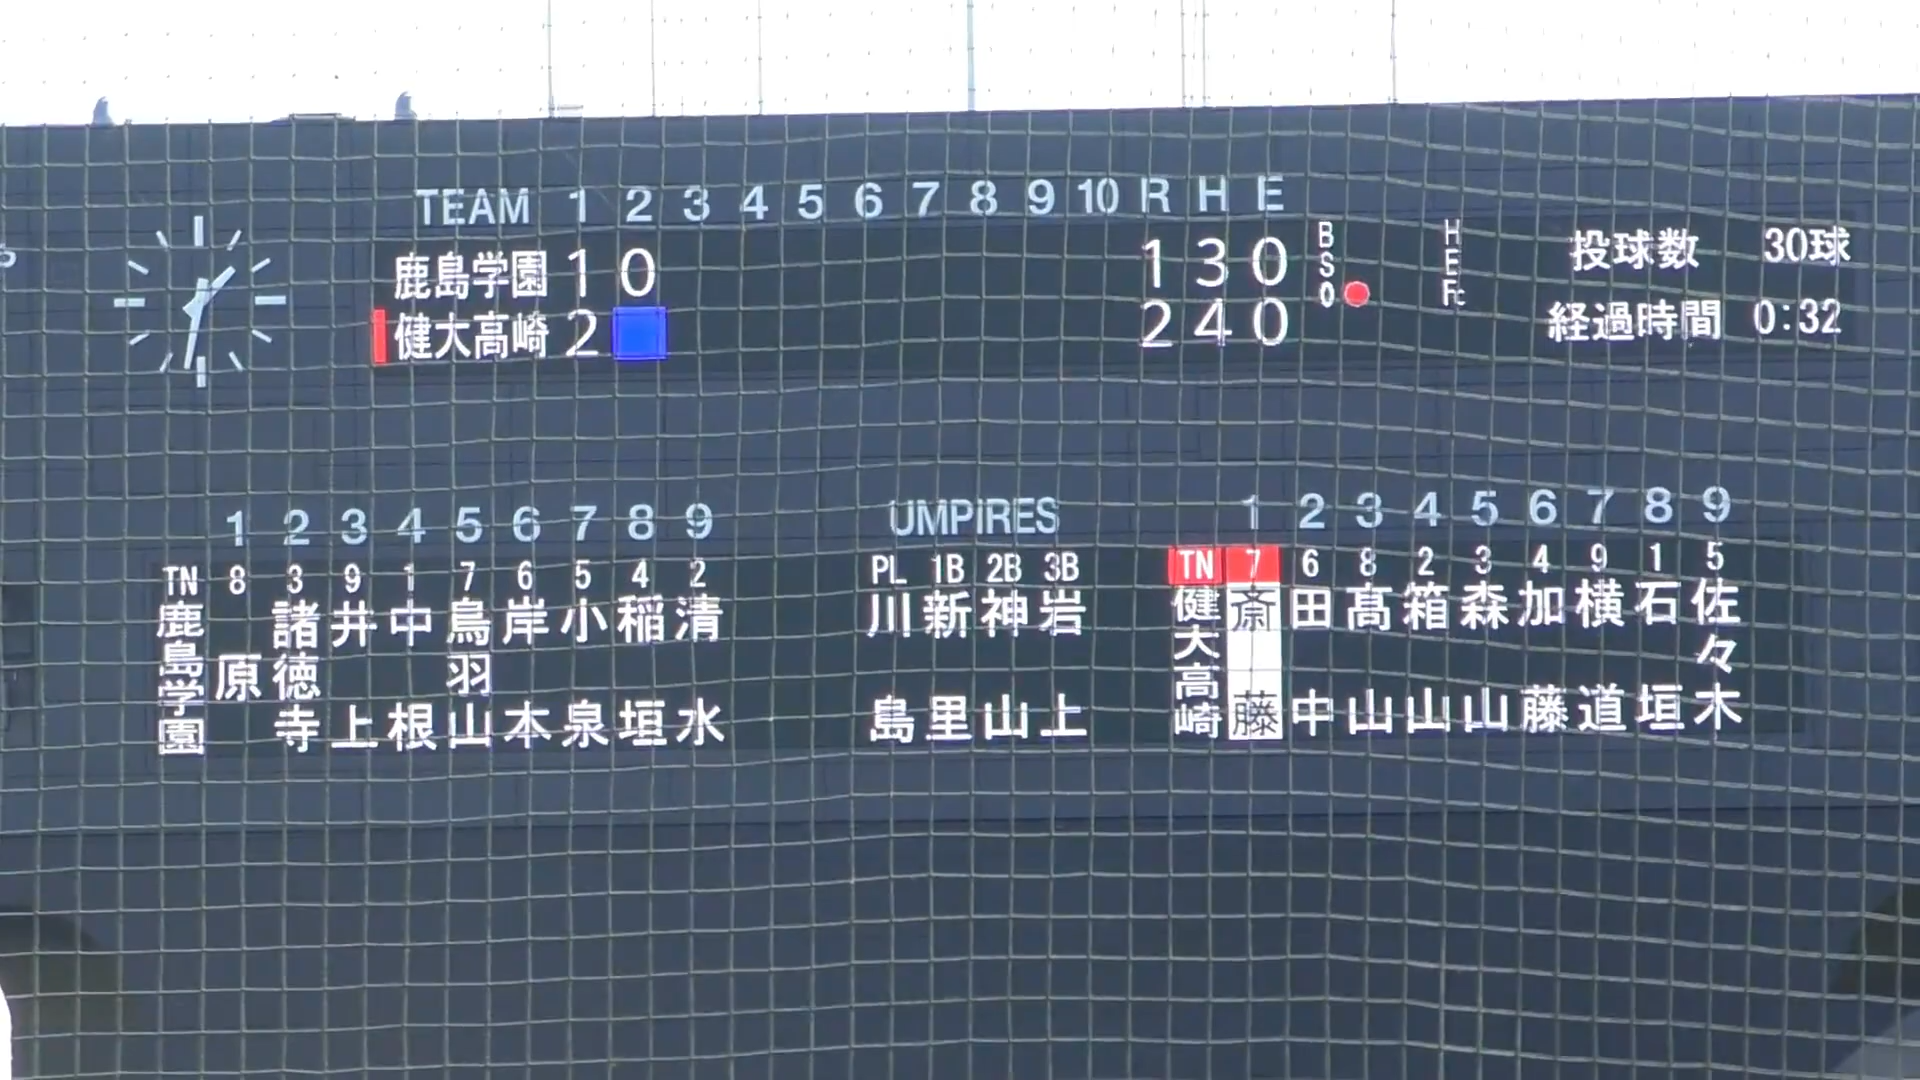 TEAM 1 2 3 4 5 6 7 8 9 10 R H E
鹿島学園 1 0 1 3 0
健大高崎 2 2 4 0
B
S
O
H
E
Fc
投球数 30球
経過時間 0:32
1 2 3 4 5 6 7 8 9
TN 8 3 9 1 7 6 5 4 2
鹿島学園
原
諸徳寺
井上
中根
鳥羽山
岸本
小泉
稲垣
清水
UMPIRES
PL 1B 2B 3B
川島
新里
神山
岩上
1 2 3 4 5 6 7 8 9
TN 7 6 8 2 3 4 9 1 5
健大高崎
斎藤
田中
髙山
箱山
森山
加藤
横道
石垣
佐々木